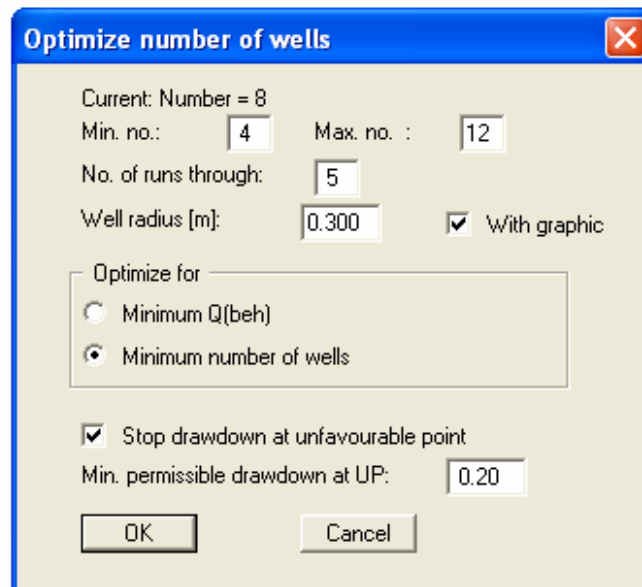 Optimize number of wells
Current: Number = 8
Min. no.: 4 Max. no. : 12
No. of runs through: 5
Well radius [m]: 0.300 With graphic
Optimize for
Minimum Q(beh)
Minimum number of wells
Stop drawdown at unfavourable point
Min. permissible drawdown at UP: 0.20
OK Cancel